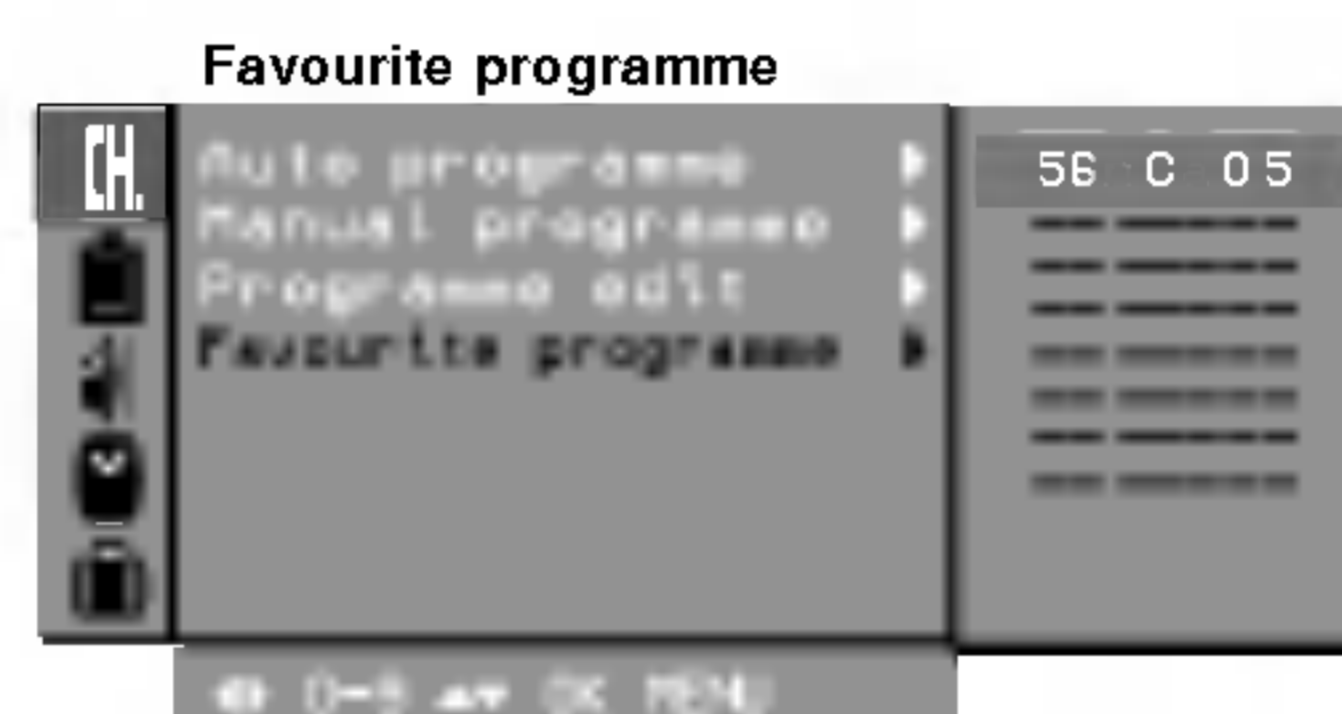 Favourite programme
CH.
Auto programme
Manual programme
Programme edit
Favourite programme
56 C 05
-- ------
-- ------
-- ------
-- ------
-- ------
-- ------
-- ------
0-9 OK MENU